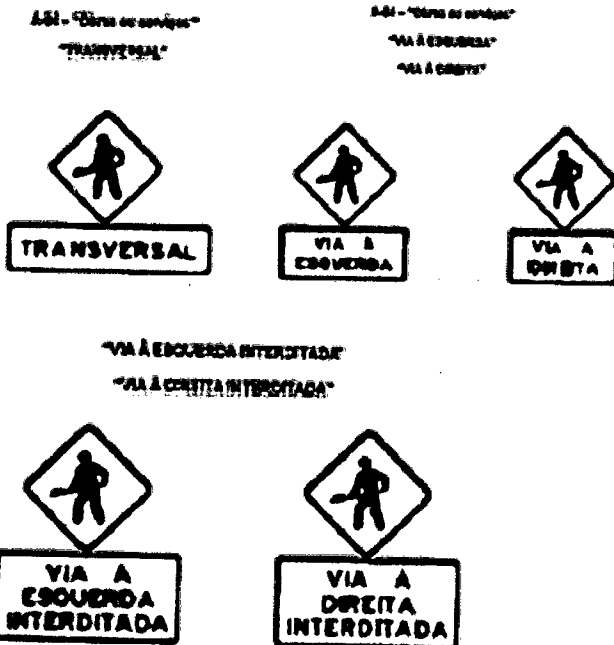 "TRANSVERSAL"
"VIA À ESQUERDA"
"VIA À DIREITA"
TRANSVERSAL
VIA À
ESQUERDA
VIA À
DIREITA
"VIA À ESQUERDA INTERDITADA"
"VIA À DIREITA INTERDITADA"
VIA À
ESQUERDA
INTERDITADA
VIA À
DIREITA
INTERDITADA